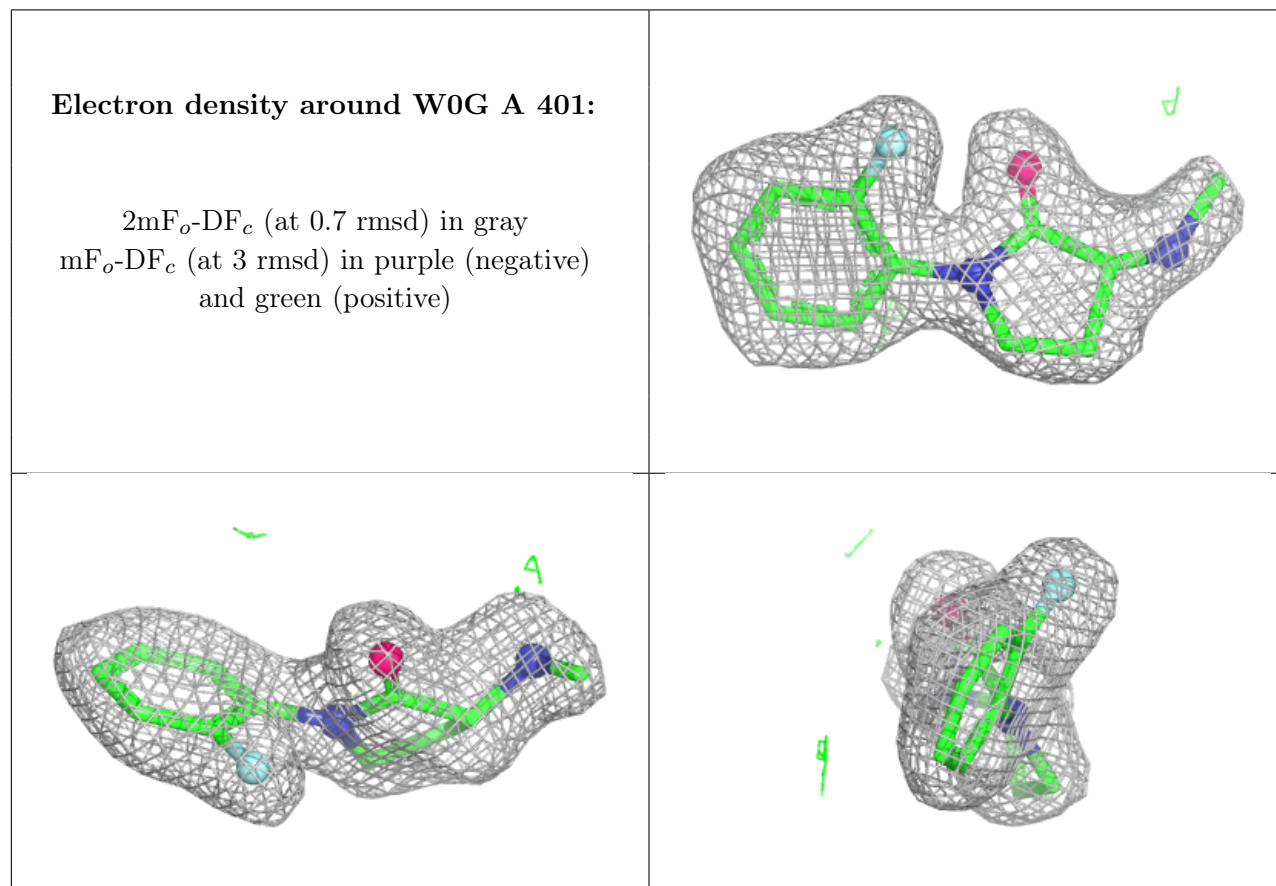 Electron density around W0G A 401:
2mFo-DFc (at 0.7 rmsd) in gray
mFo-DFc (at 3 rmsd) in purple (negative)
and green (positive)